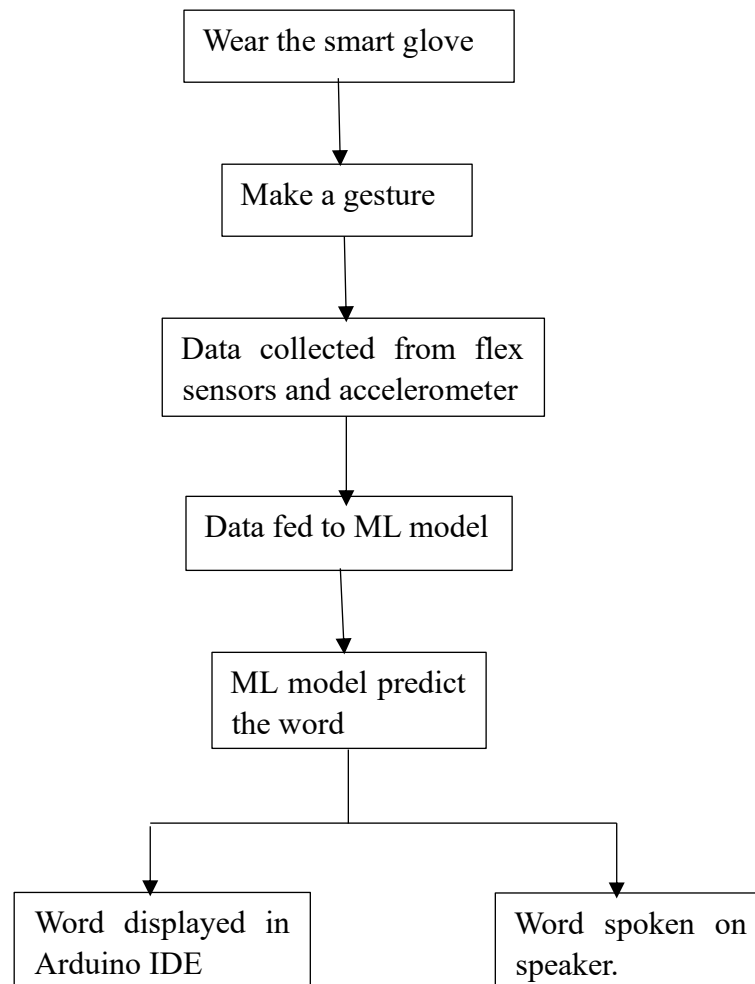 Wear the smart glove
Make a gesture
Data collected from flex
sensors and accelerometer
Data fed to ML model
ML model predict
the word
Word displayed in
Arduino IDE
Word spoken on
speaker.